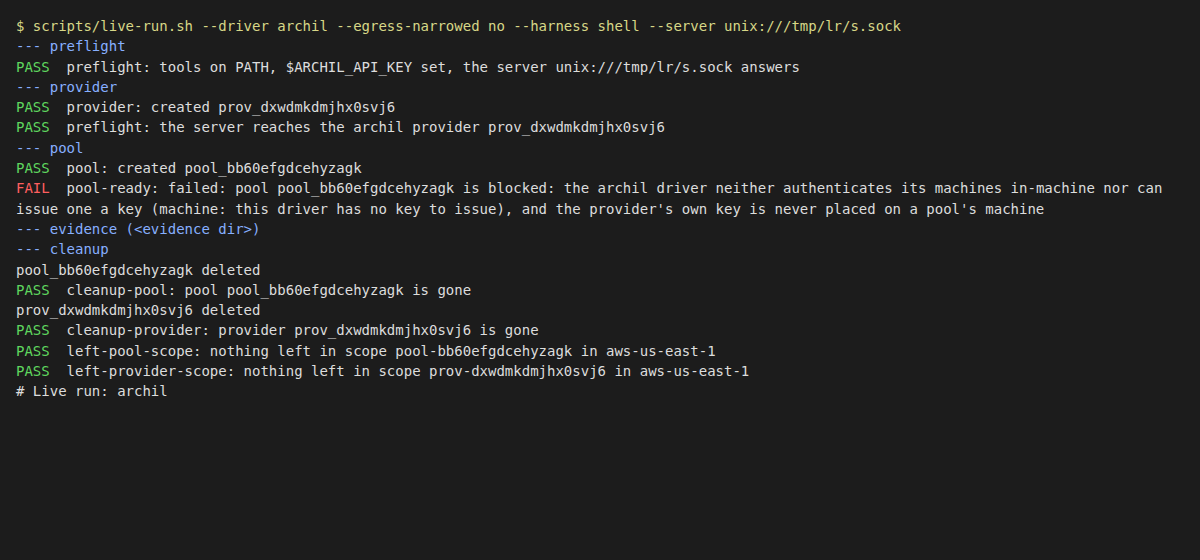 $ scripts/live-run.sh --driver archil --egress-narrowed no --harness shell --server unix:///tmp/lr/s.sock
--- preflight
PASS  preflight: tools on PATH, $ARCHIL_API_KEY set, the server unix:///tmp/lr/s.sock answers
--- provider
PASS  provider: created prov_dxwdmkdmjhx0svj6
PASS  preflight: the server reaches the archil provider prov_dxwdmkdmjhx0svj6
--- pool
PASS  pool: created pool_bb60efgdcehyzagk
FAIL  pool-ready: failed: pool pool_bb60efgdcehyzagk is blocked: the archil driver neither authenticates its machines in-machine nor can
issue one a key (machine: this driver has no key to issue), and the provider's own key is never placed on a pool's machine
--- evidence (<evidence dir>)
--- cleanup
pool_bb60efgdcehyzagk deleted
PASS  cleanup-pool: pool pool_bb60efgdcehyzagk is gone
prov_dxwdmkdmjhx0svj6 deleted
PASS  cleanup-provider: provider prov_dxwdmkdmjhx0svj6 is gone
PASS  left-pool-scope: nothing left in scope pool-bb60efgdcehyzagk in aws-us-east-1
PASS  left-provider-scope: nothing left in scope prov-dxwdmkdmjhx0svj6 in aws-us-east-1
# Live run: archil